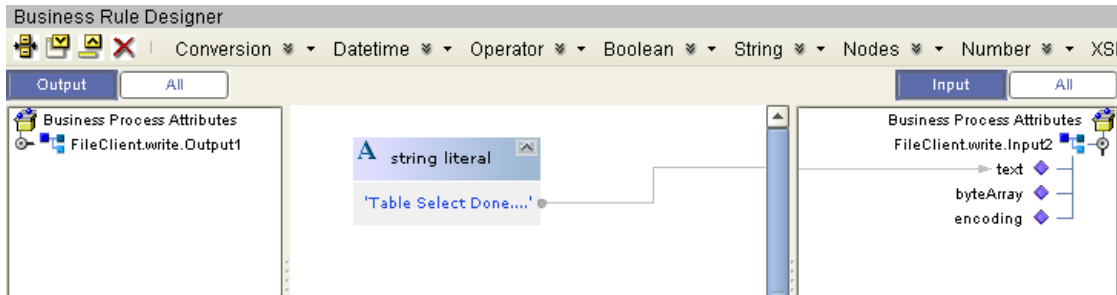 Business Rule Designer
Conversion Datetime Operator Boolean String Nodes Number XS
Output All Input All
Business Process Attributes
FileClient.write.Output1
A string literal
'Table Select Done....'
Business Process Attributes
FileClient.write.Input2
text
byteArray
encoding